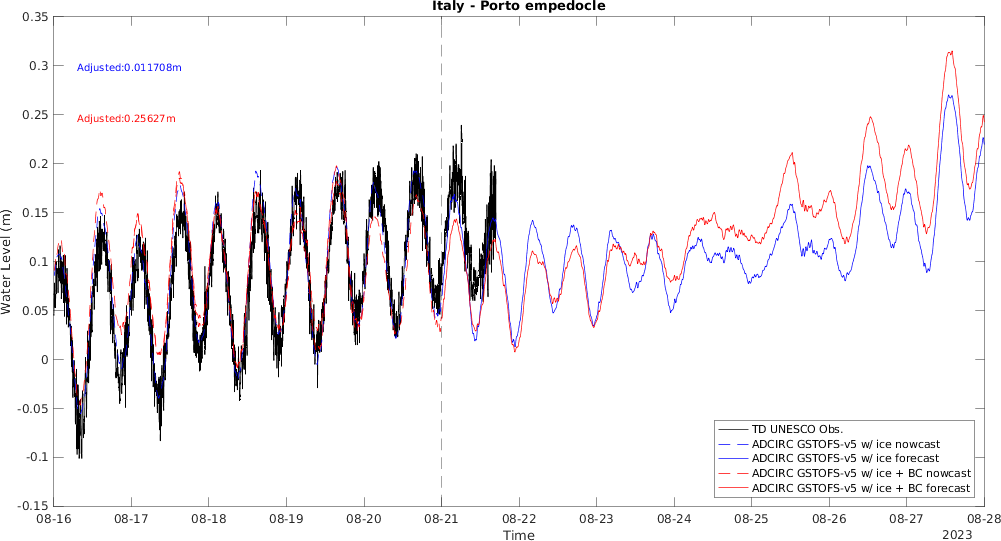 Italy - Porto empedocle
0.35
0.3
0.25
0.2
0.15
0.1
0.05
0
-0.05
-0.1
-0.15
Water Level (m)
Adjusted:0.011708m
Adjusted:0.25627m
TD UNESCO Obs.
ADCIRC GSTOFS-v5 w/ ice nowcast
ADCIRC GSTOFS-v5 w/ ice forecast
ADCIRC GSTOFS-v5 w/ ice + BC nowcast
ADCIRC GSTOFS-v5 w/ ice + BC forecast
08-16 08-17 08-18 08-19 08-20 08-21 08-22 08-23 08-24 08-25 08-26 08-27 08-28
Time
2023